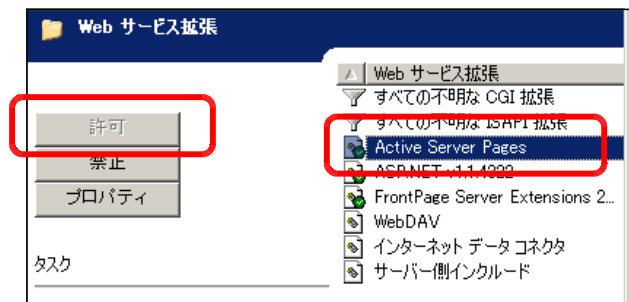 Web サービス拡張
許可
禁止
プロパティ
タスク
Web サービス拡張
すべての不明な CGI 拡張
すべての不明な ISAPI 拡張
Active Server Pages
ASP.NET v1.1.4322
FrontPage Server Extensions 2...
WebDAV
インターネット データ コネクタ
サーバー側インクルード